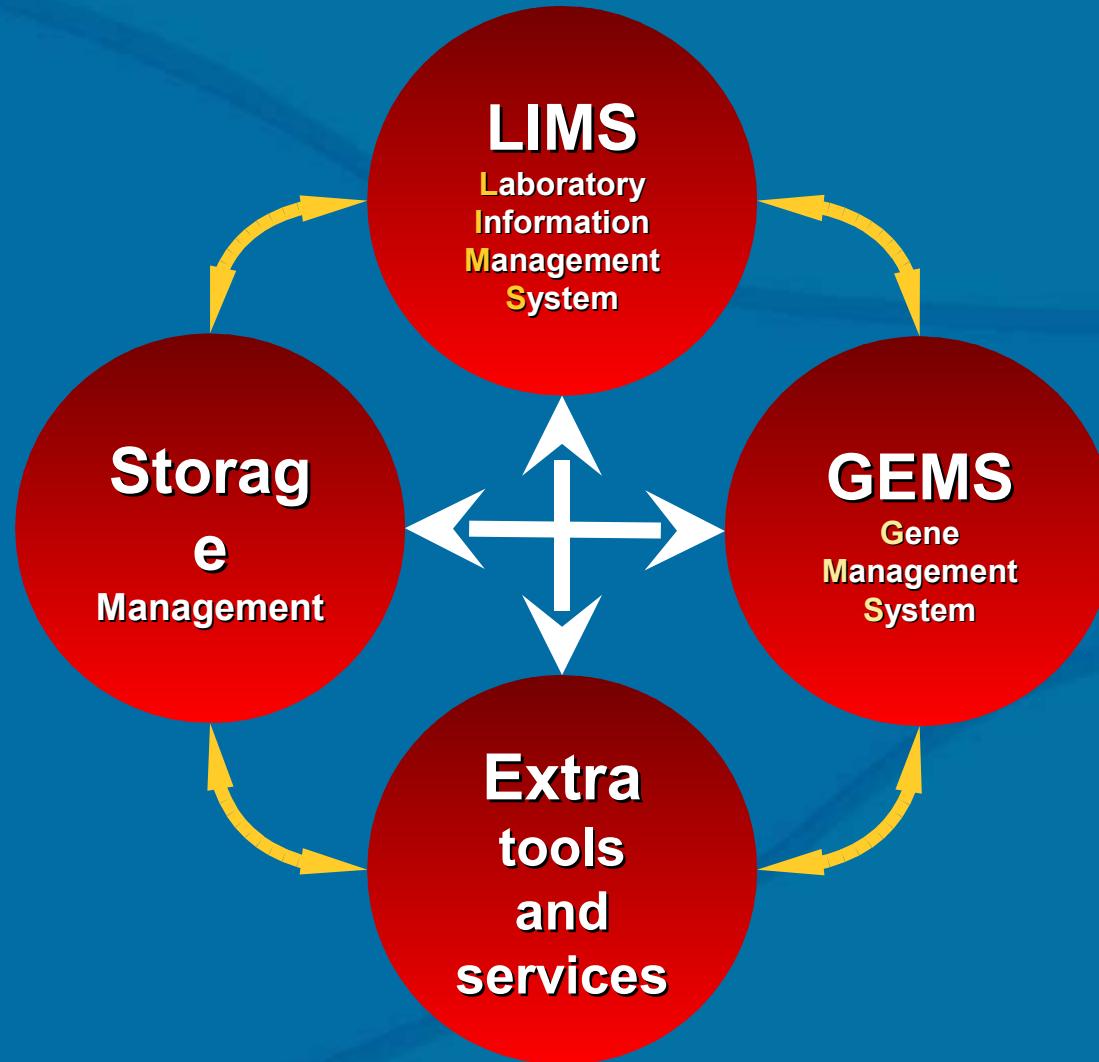 LIMS
Laboratory
Information
Management
System
Storag
e
Management
GEMS
Gene
Management
System
Extra
tools
and
services